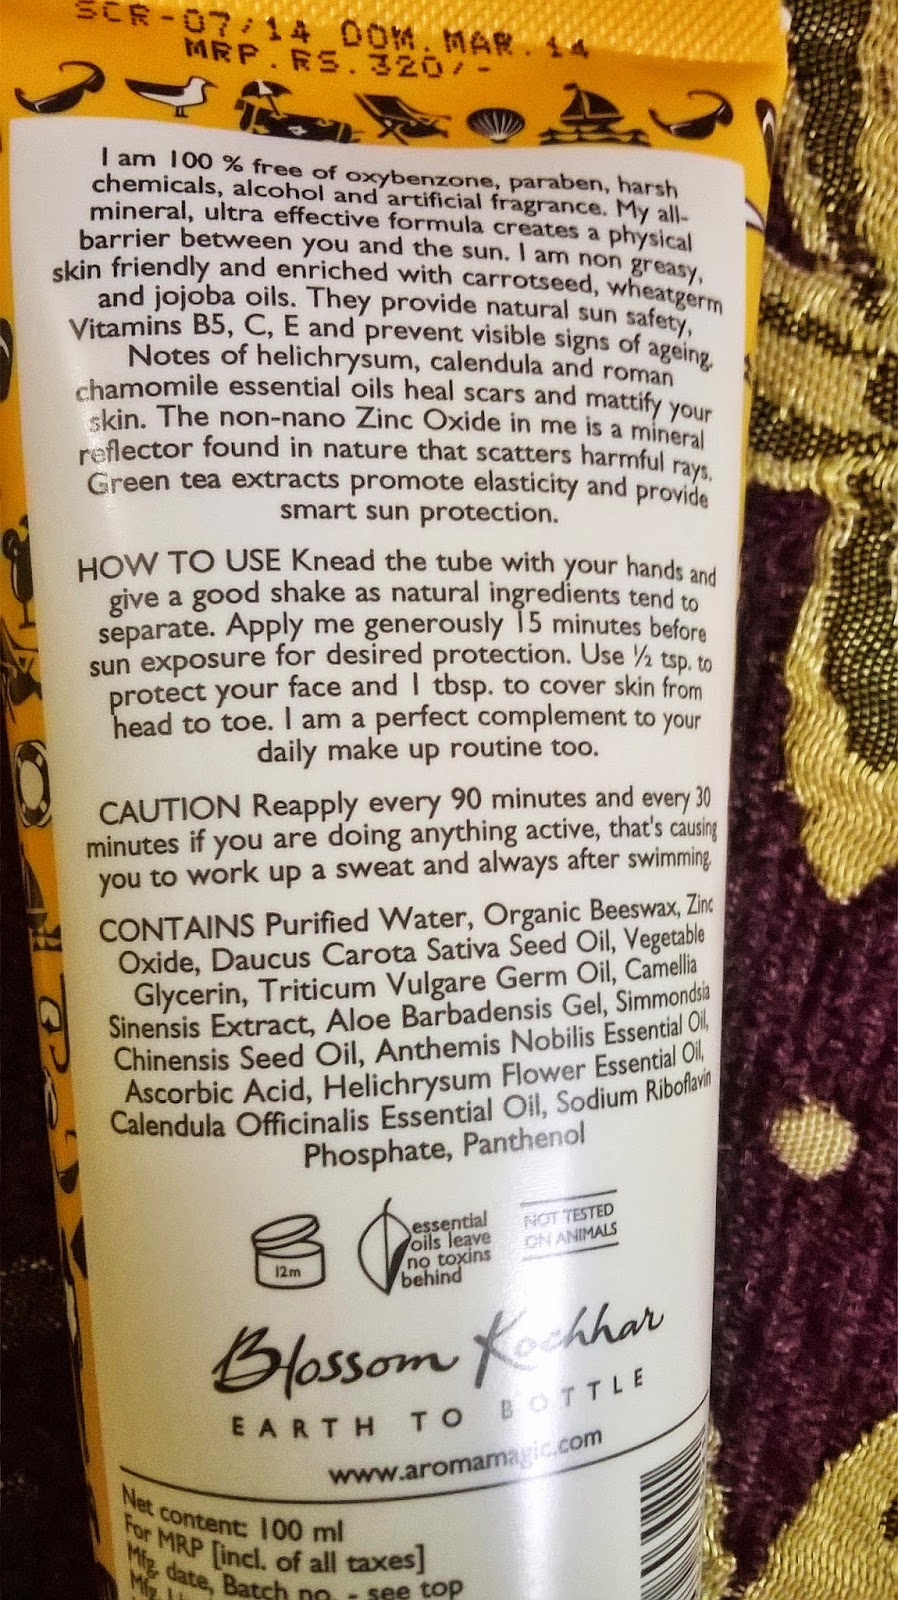 SCR-07/14 DOM. MAR. 14
MRP. RS. 320/-
I am 100 % free of oxybenzone, paraben, harsh
chemicals, alcohol and artificial fragrance. My all-
mineral, ultra effective formula creates a physical
barrier between you and the sun. I am non greasy,
skin friendly and enriched with carrotseed, wheatgerm
and jojoba oils. They provide natural sun safety,
Vitamins B5, C, E and prevent visible signs of ageing.
Notes of helichrysum, calendula and roman
chamomile essential oils heal scars and mattify your
skin. The non-nano Zinc Oxide in me is a mineral
reflector found in nature that scatters harmful rays.
Green tea extracts promote elasticity and provide
smart sun protection.
HOW TO USE Knead the tube with your hands and
give a good shake as natural ingredients tend to
separate. Apply me generously 15 minutes before
sun exposure for desired protection. Use ½ tsp. to
protect your face and 1 tbsp. to cover skin from
head to toe. I am a perfect complement to your
daily make up routine too.
CAUTION Reapply every 90 minutes and every 30
minutes if you are doing anything active, that's causing
you to work up a sweat and always after swimming.
CONTAINS Purified Water, Organic Beeswax, Zinc
Oxide, Daucus Carota Sativa Seed Oil, Vegetable
Glycerin, Triticum Vulgare Germ Oil, Camellia
Sinensis Extract, Aloe Barbadensis Gel, Simmondsia
Chinensis Seed Oil, Anthemis Nobilis Essential Oil,
Ascorbic Acid, Helichrysum Flower Essential Oil,
Calendula Officinalis Essential Oil, Sodium Riboflavin
Phosphate, Panthenol
12m
essential
oils leave
no toxins
behind
NOT TESTED
ON ANIMALS
Blossom Kochhar
EARTH TO BOTTLE
www.aromamagic.com
Net content: 100 ml
For MRP [incl. of all taxes]
Mfg. date, Batch no. - see top
Mfg.